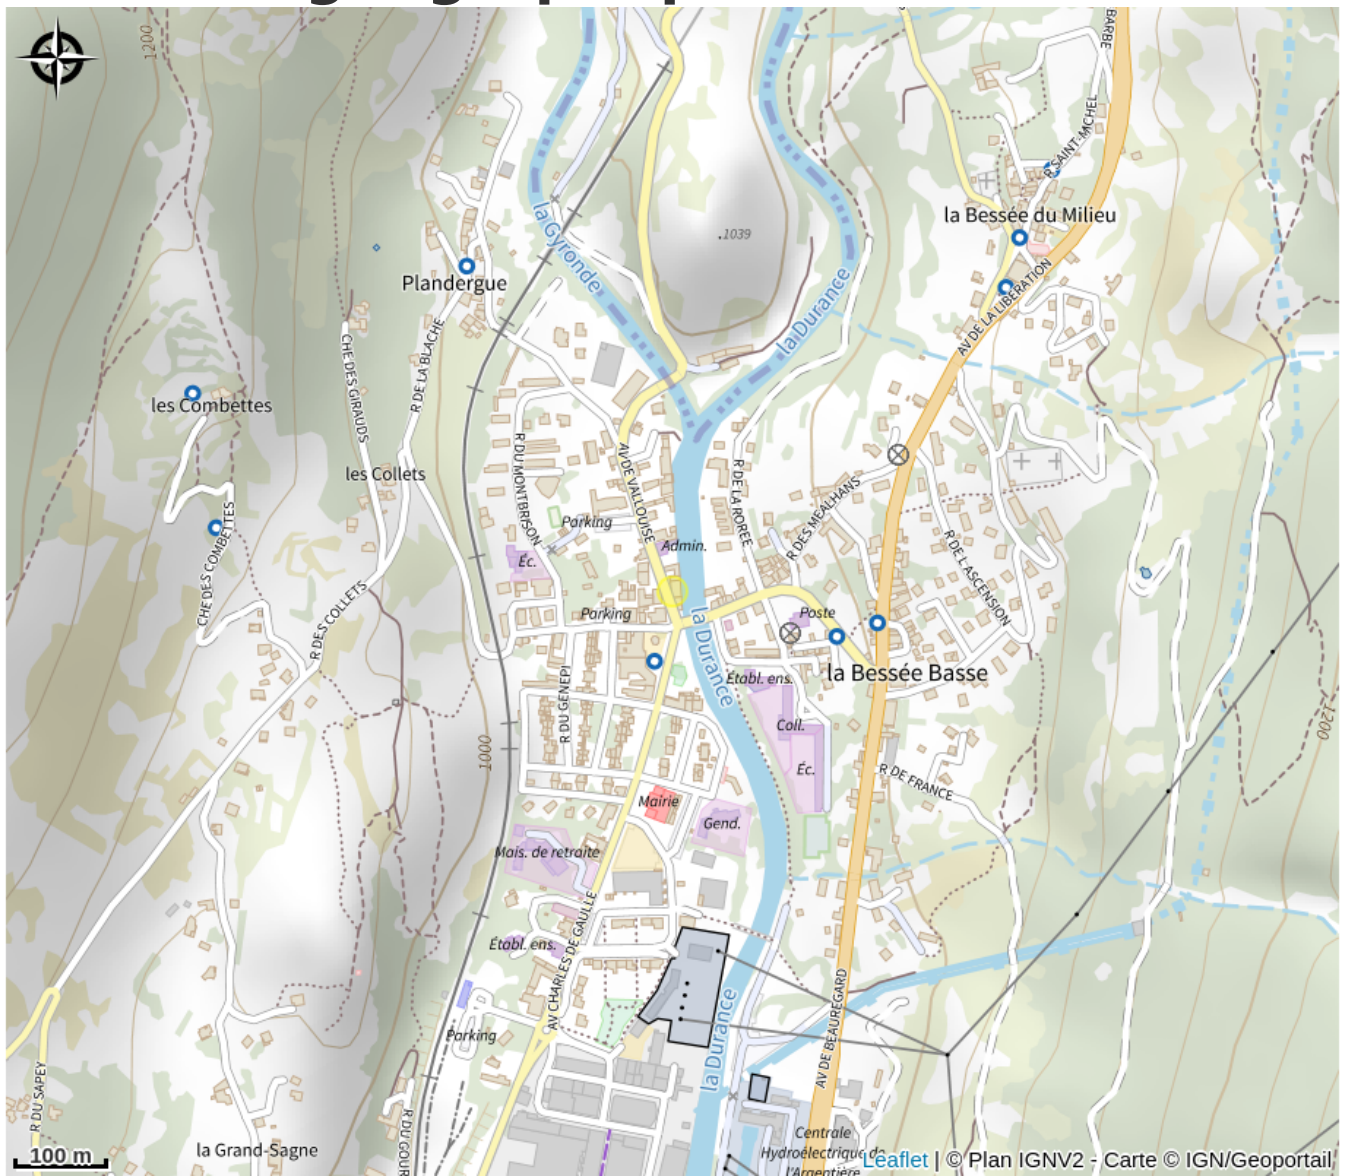 1200
BARBE
R SAINT-MICHEL
la Bessée du Milieu
la Gyronde
.1039
Plandergue
la Durance
AV DE LA LIBERATION
CHE DES GIRAUDS
R DE LA BLACHE
les Combettes
les Collets
R DU MONTBRISON
AV DE VALLOUISE
R DE LA ROREE
R DES MEALHANS
Parking
Admin.
Éc.
R DE L'ASCENSION
CHE DES COMBETTES
R DES COLLETS
Parking
Poste
la Durance
la Bessée Basse
Établ. ens.
R DU GENEPI
Coll.
1000
1200
Éc.
R DE FRANCE
Mairie
Gend.
Mais. de retraite
Établ. ens.
AV CHARLES DE GAULLE
Parking
la Durance
AV DE BEAUREGARD
R DU SAPEY
R DU GOUR
la Grand-Sagne
Centrale
Hydroélectrique de
l'Argentière
100 m
Leaflet | © Plan IGNV2 - Carte © IGN/Geoportail